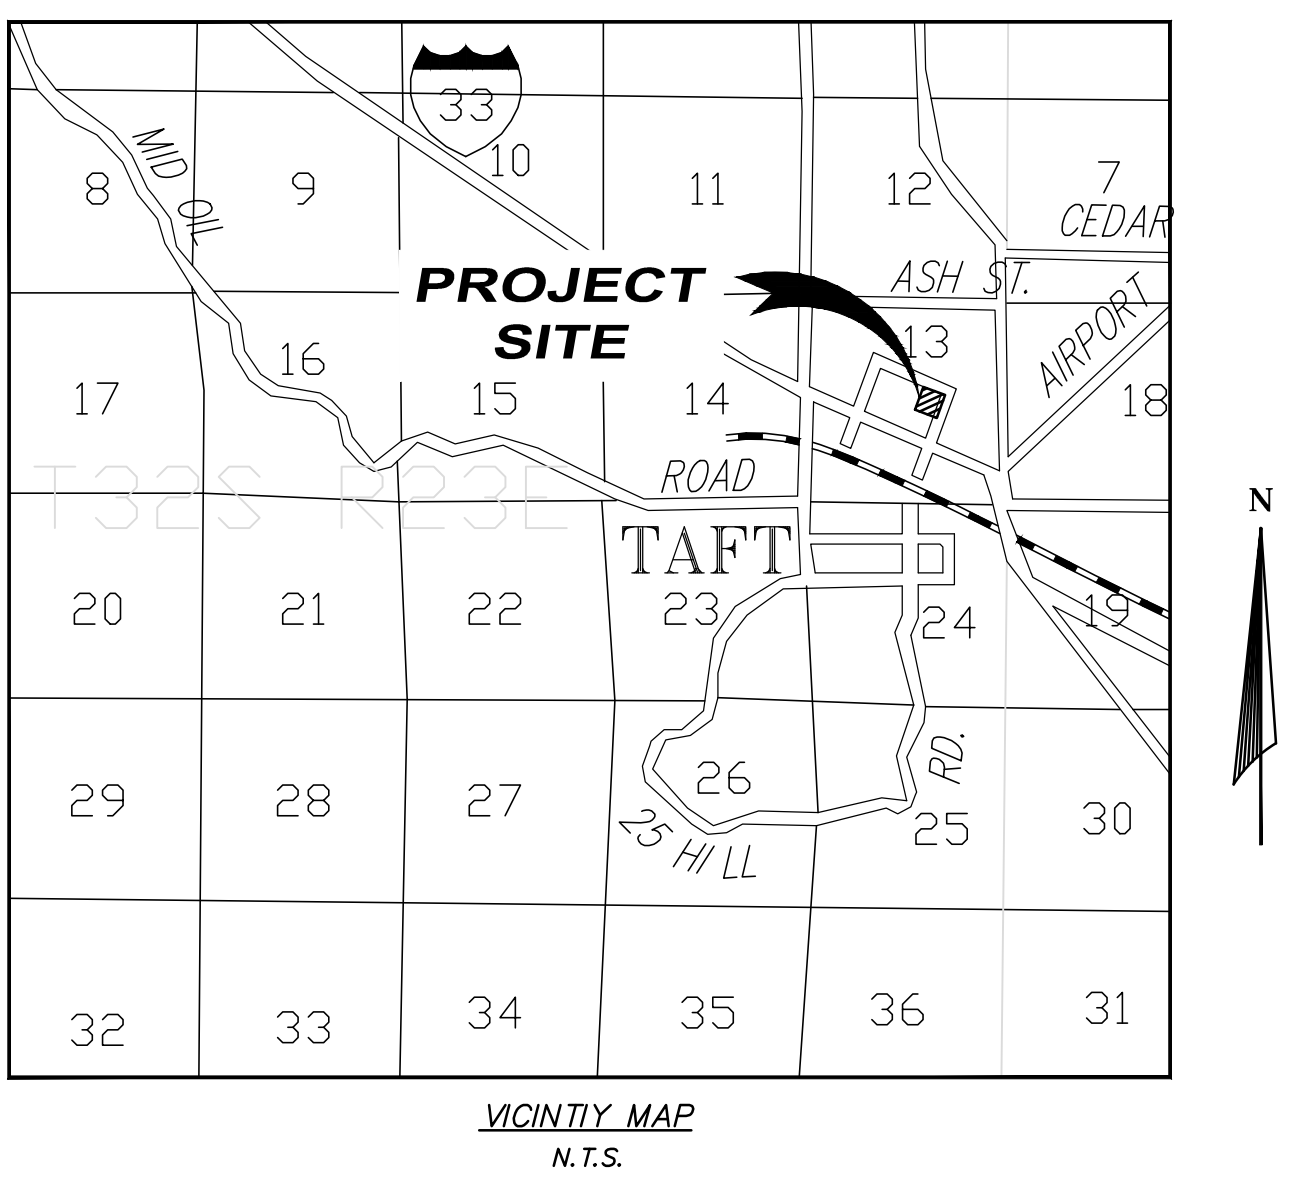 33
MID OIL
8
9
10
11
12
7
CEDAR
ASH ST.
PROJECT
SITE
AIRPORT
13
16
17
15
14
18
ROAD
T32S R23E
N
TAFT
20
21
22
23
24
19
RD.
26
29
28
27
25
30
25 HILL
32
33
34
35
36
31
VICINTIY MAP
N.T.S.